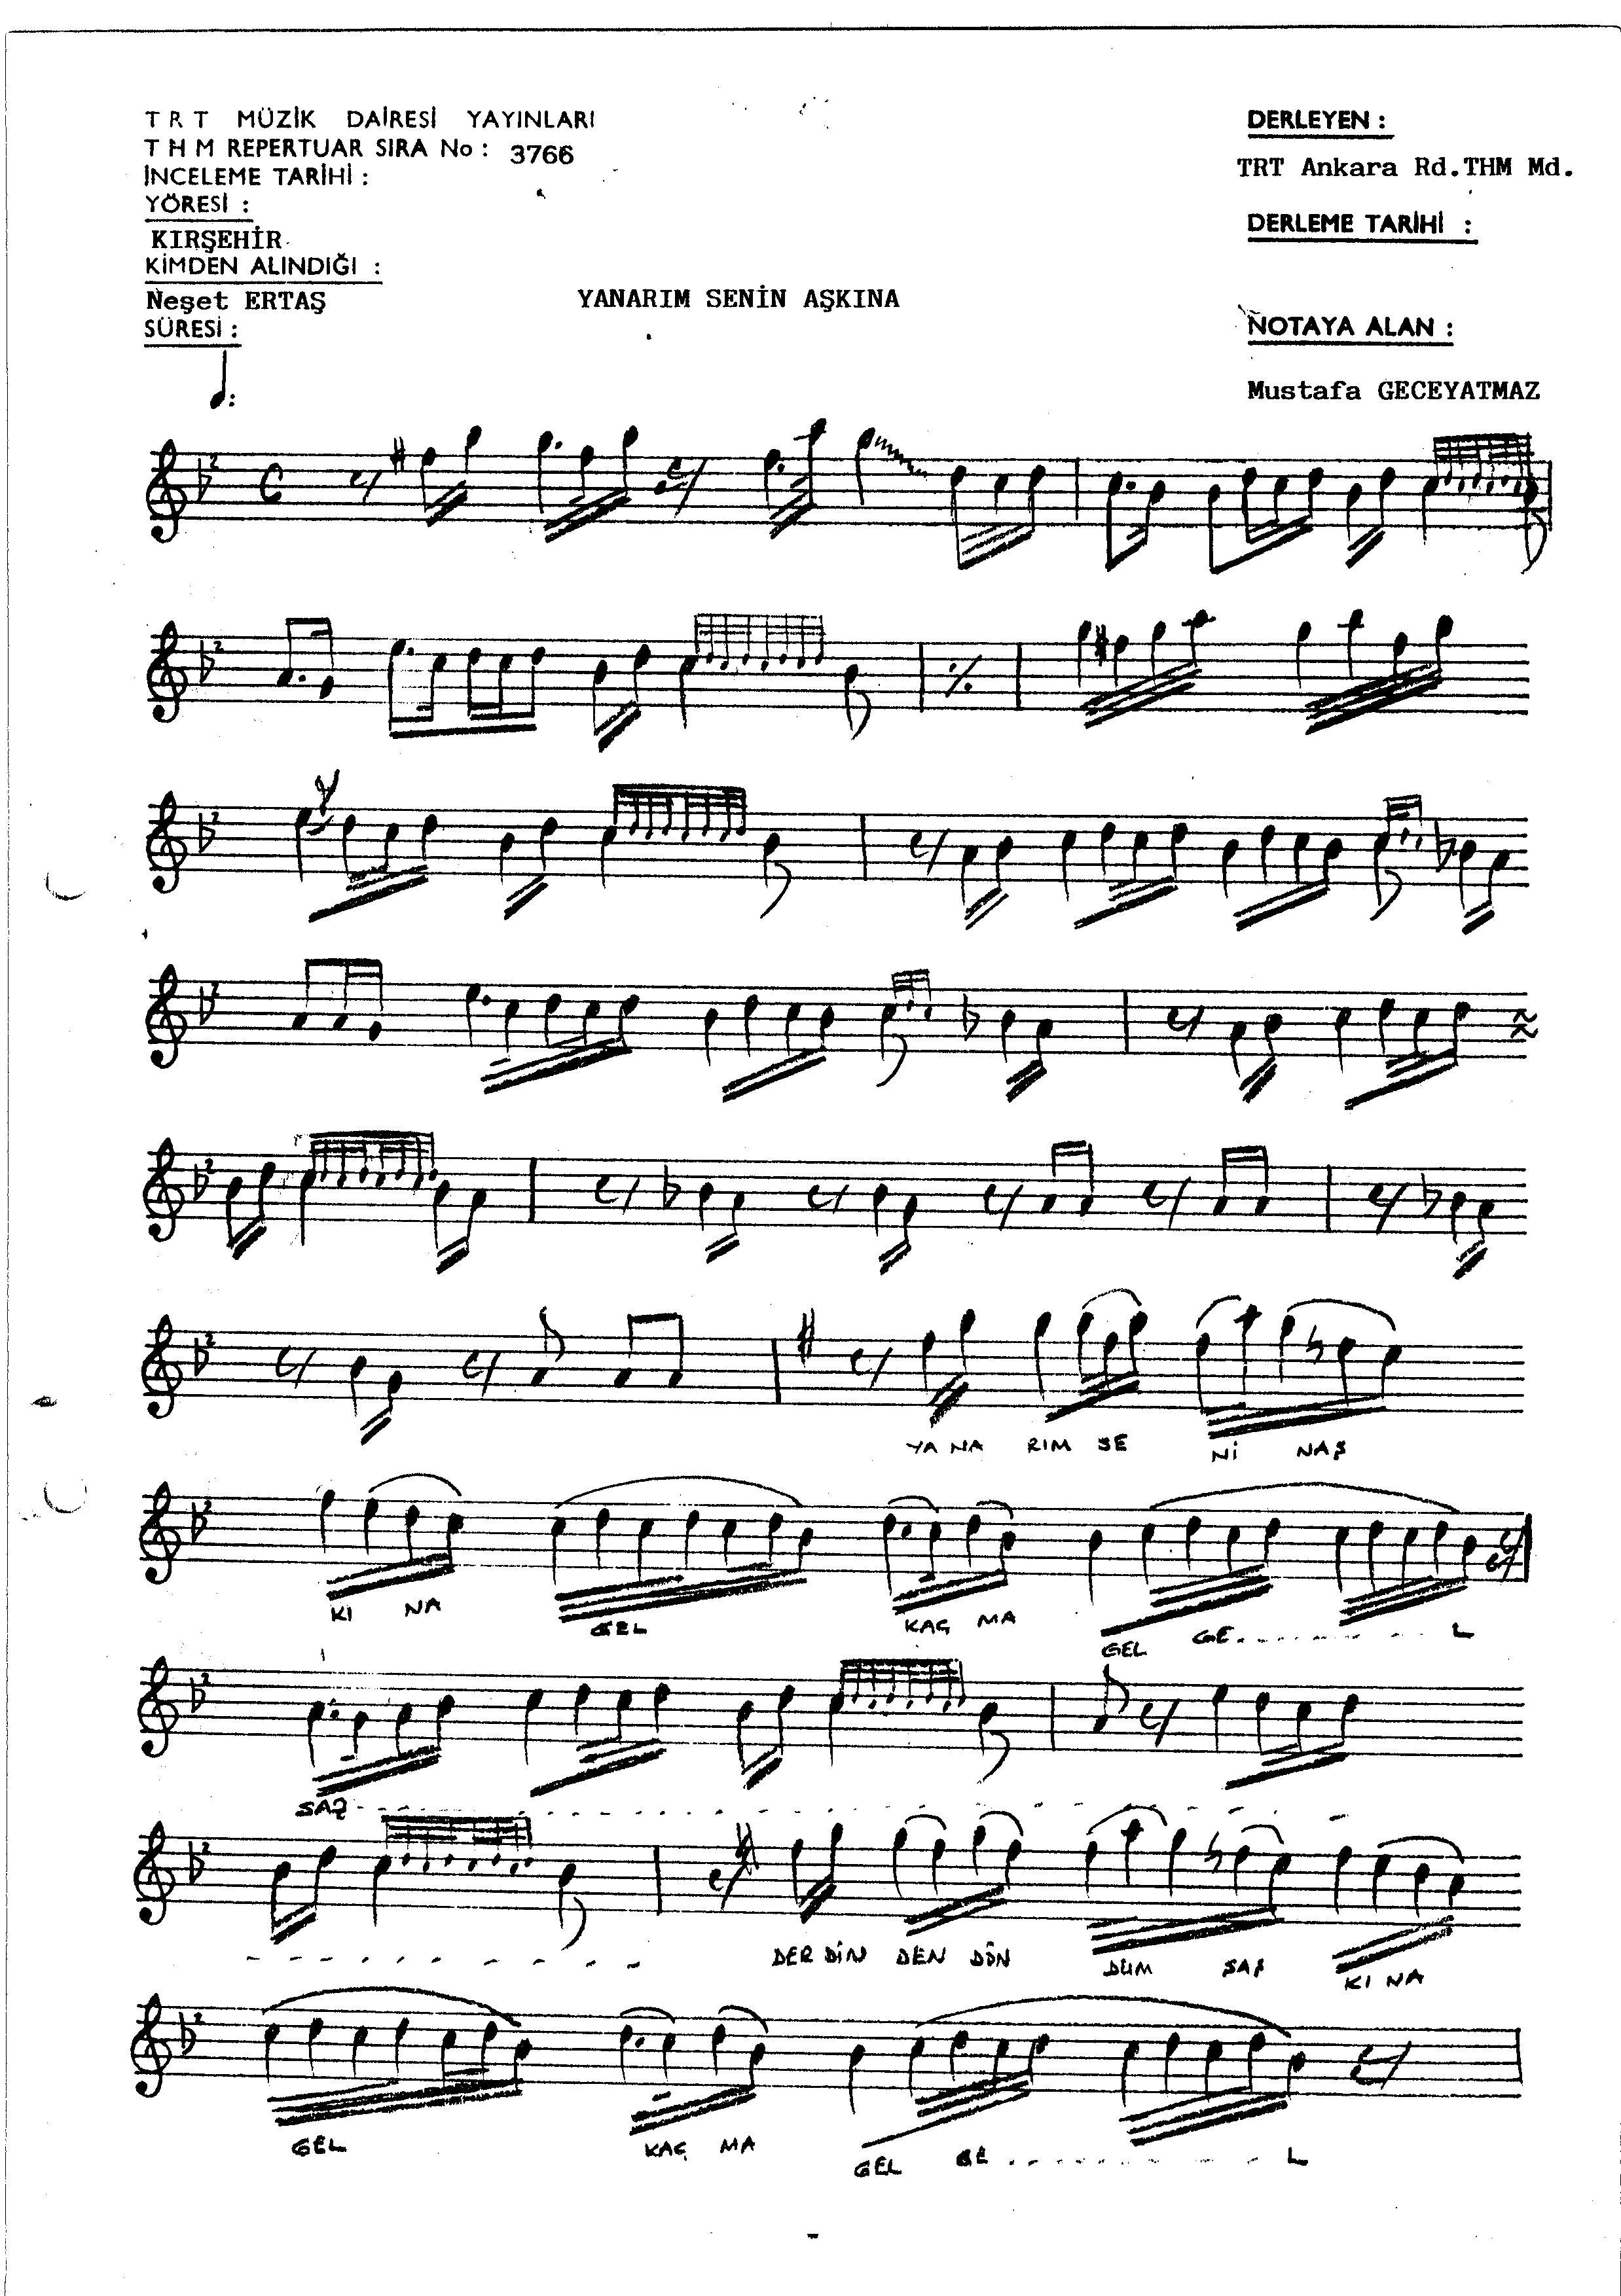 TRT MÜZİK DAİRESİ YAYINLARI
THM REPERTUAR SIRA No : 3766
İNCELEME TARİHİ :
YÖRESİ :
KIRŞEHİR
KİMDEN ALINDIĞI :
Neşet ERTAŞ
SÜRESİ :
YANARIM SENİN AŞKINA
DERLEYEN :
TRT Ankara Rd.THM Md.
DERLEME TARİHİ :
NOTAYA ALAN :
Mustafa GECEYATMAZ
YA NA RIM SE Nİ NAŞ
KI NA GEL KAÇ MA GEL GE.........L
SAZ
DER DİN DEN DÖN DÜM ŞAŞ KI NA
GEL KAÇ MA GEL GE.........L